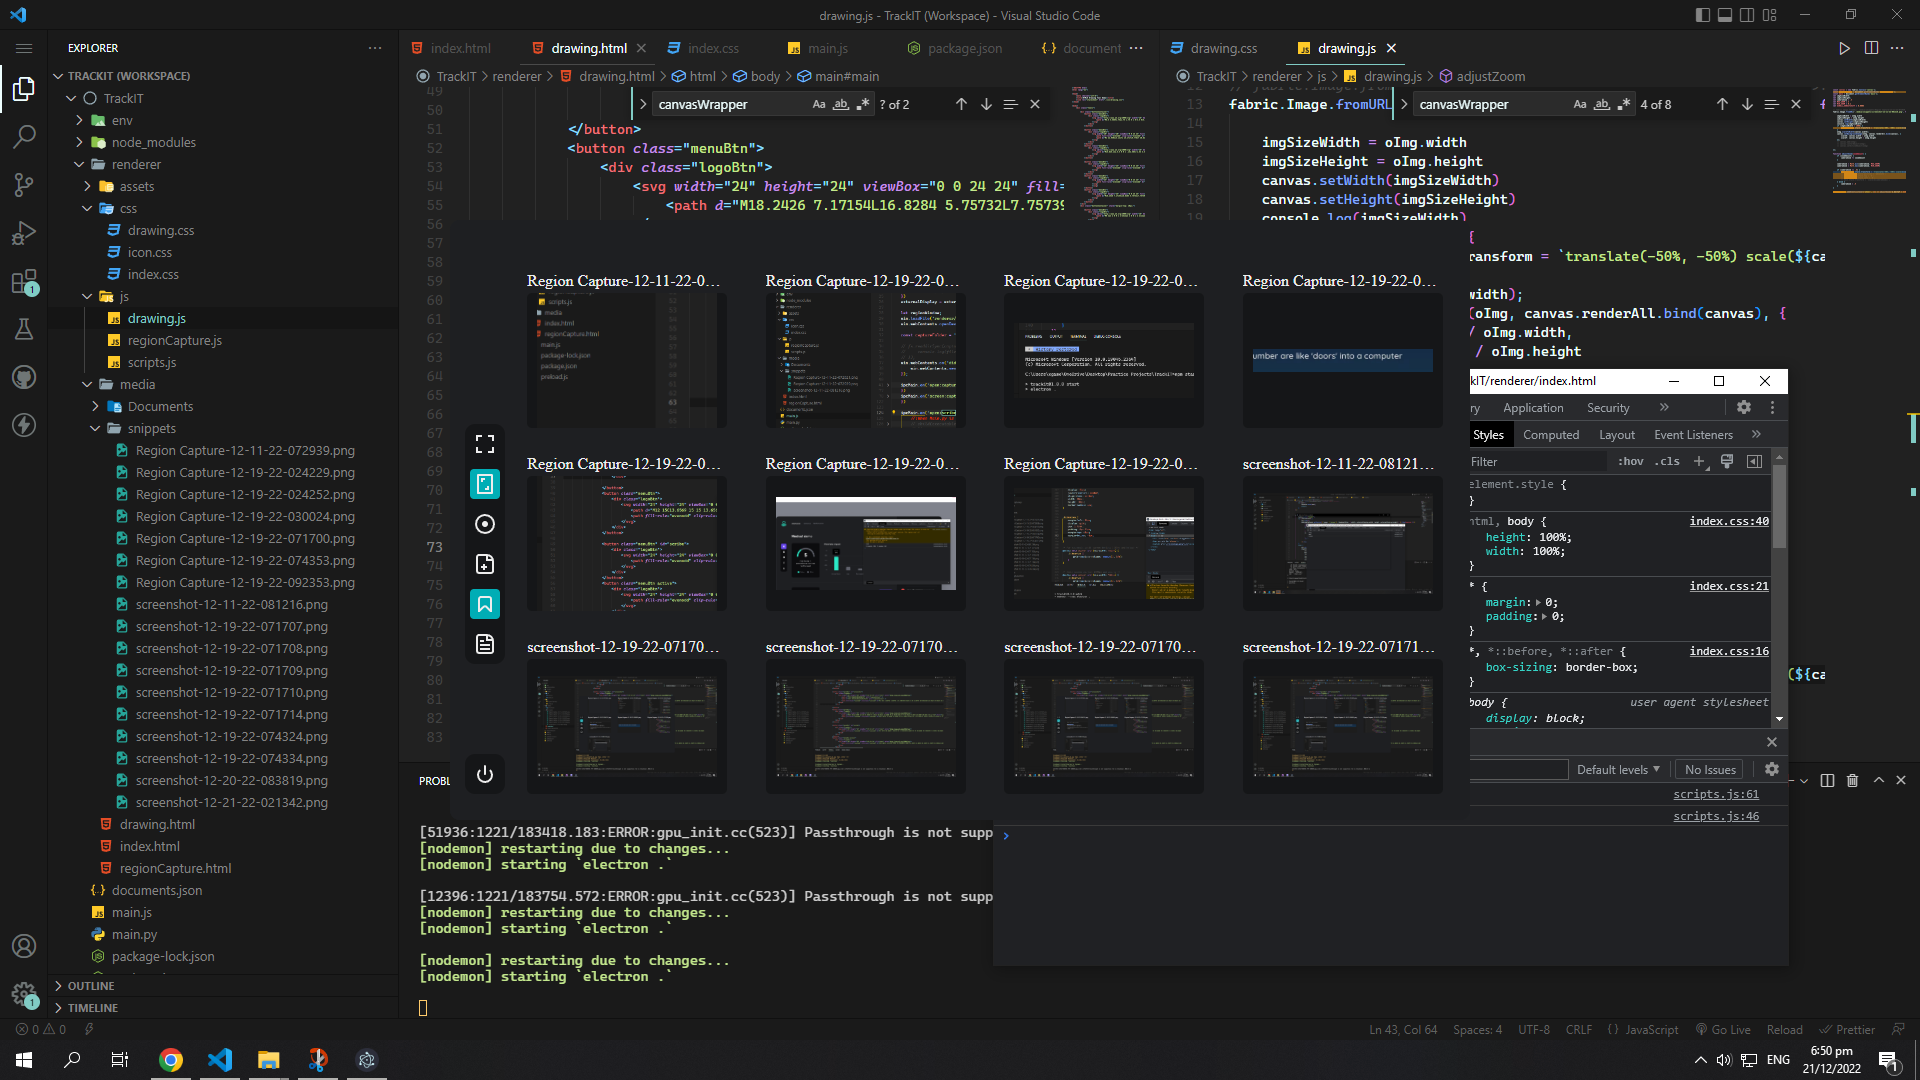 drawing.js - TrackIT (Workspace) - Visual Studio Code
EXPLORER
TRACKIT (WORKSPACE)
TrackIT
env
node_modules
renderer
assets
css
drawing.css
icon.css
index.css
js
drawing.js
regionCapture.js
scripts.js
media
Documents
snippets
Region Capture-12-11-22-072939.png
Region Capture-12-19-22-024229.png
Region Capture-12-19-22-024252.png
Region Capture-12-19-22-030024.png
Region Capture-12-19-22-071700.png
Region Capture-12-19-22-074353.png
Region Capture-12-19-22-092353.png
screenshot-12-11-22-081216.png
screenshot-12-19-22-071707.png
screenshot-12-19-22-071708.png
screenshot-12-19-22-071709.png
screenshot-12-19-22-071710.png
screenshot-12-19-22-071714.png
screenshot-12-19-22-074324.png
screenshot-12-19-22-074334.png
screenshot-12-20-22-083819.png
screenshot-12-21-22-021342.png
drawing.html
index.html
regionCapture.html
documents.json
main.js
main.py
package-lock.json
OUTLINE
TIMELINE
index.html drawing.html index.css main.js package.json document
TrackIT > renderer > drawing.html > html > body > main#main
canvasWrapper Aa ab ? of 2
50
51 </button>
52 <button class="menuBtn">
53 <div class="logoBtn">
54 <svg width="24" height="24" viewBox="0 0 24 24" fill=
55 <path d="M18.2426 7.17154L16.8284 5.75732L7.75739
56
57
58
59
60
61
62
63
64
65
66
67
68
69
70
71
72
73
74
75
76
77
78
79
80
81
82
83
drawing.css drawing.js
TrackIT > renderer > js > drawing.js > adjustZoom
canvasWrapper Aa ab 4 of 8
13 fabric.Image.fromURL
14
15 imgSizeWidth = oImg.width
16 imgSizeHeight = oImg.height
17 canvas.setWidth(imgSizeWidth)
18 canvas.setHeight(imgSizeHeight)
19 console.log(imgSizeWidth)
{
ransform = `translate(-50%, -50%) scale(${ca
width);
(oImg, canvas.renderAll.bind(canvas), {
/ oImg.width,
/ oImg.height
(${ca
Region Capture-12-11-22-0...
Region Capture-12-19-22-0...
Region Capture-12-19-22-0...
Region Capture-12-19-22-0...
umber are like 'doors' into a computer
Region Capture-12-19-22-0...
Region Capture-12-19-22-0...
Region Capture-12-19-22-0...
screenshot-12-11-22-08121...
screenshot-12-19-22-07170...
screenshot-12-19-22-07170...
screenshot-12-19-22-07170...
screenshot-12-19-22-07171...
kIT/renderer/index.html
ry Application Security »
Styles Computed Layout Event Listeners »
Filter :hov .cls +
element.style {
}
html, body { index.css:40
height: 100%;
width: 100%;
}
* { index.css:21
margin: 0;
padding: 0;
}
*, *::before, *::after { index.css:16
box-sizing: border-box;
}
body { user agent stylesheet
display: block;
Default levels No Issues
scripts.js:61
scripts.js:46
PROBL
[51936:1221/183418.183:ERROR:gpu_init.cc(523)] Passthrough is not supp
[nodemon] restarting due to changes...
[nodemon] starting `electron .`
[12396:1221/183754.572:ERROR:gpu_init.cc(523)] Passthrough is not supp
[nodemon] restarting due to changes...
[nodemon] starting `electron .`
[nodemon] restarting due to changes...
[nodemon] starting `electron .`
0 0
Ln 43, Col 64 Spaces: 4 UTF-8 CRLF {} JavaScript Go Live Reload Prettier
ENG
6:50 pm
21/12/2022
1